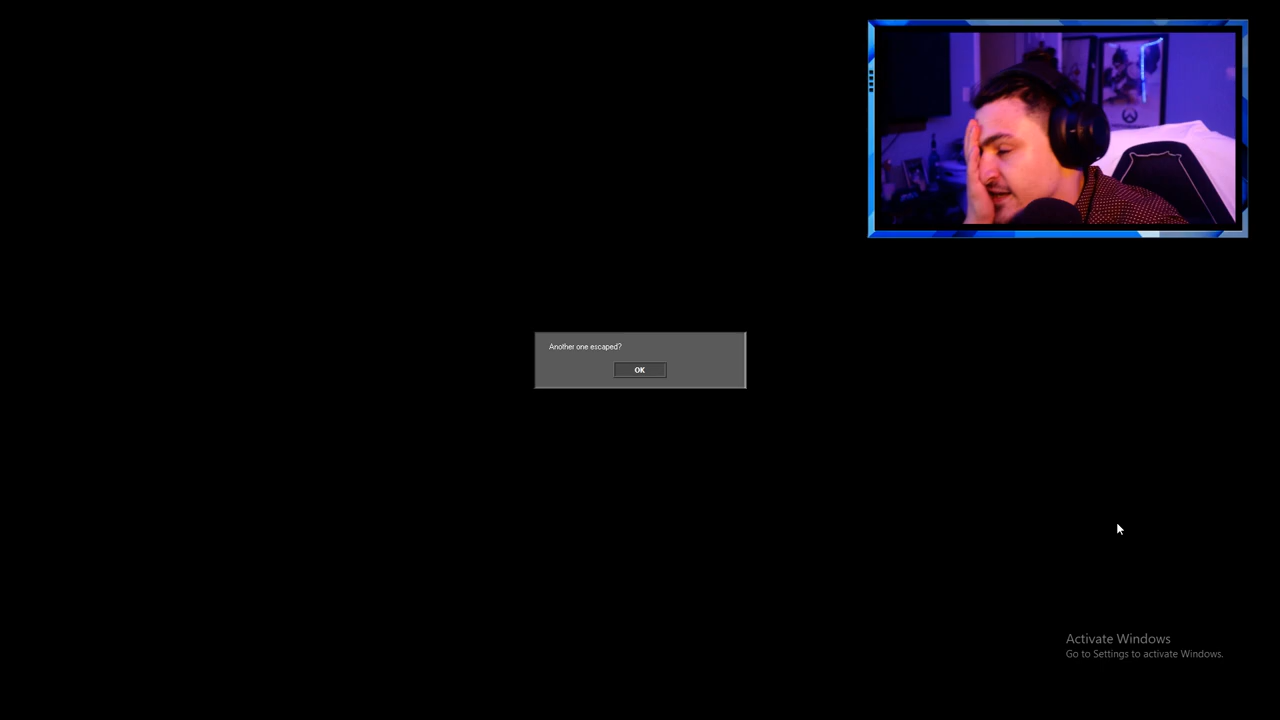 Another one escaped?
OK
Activate Windows
Go to Settings to activate Windows.